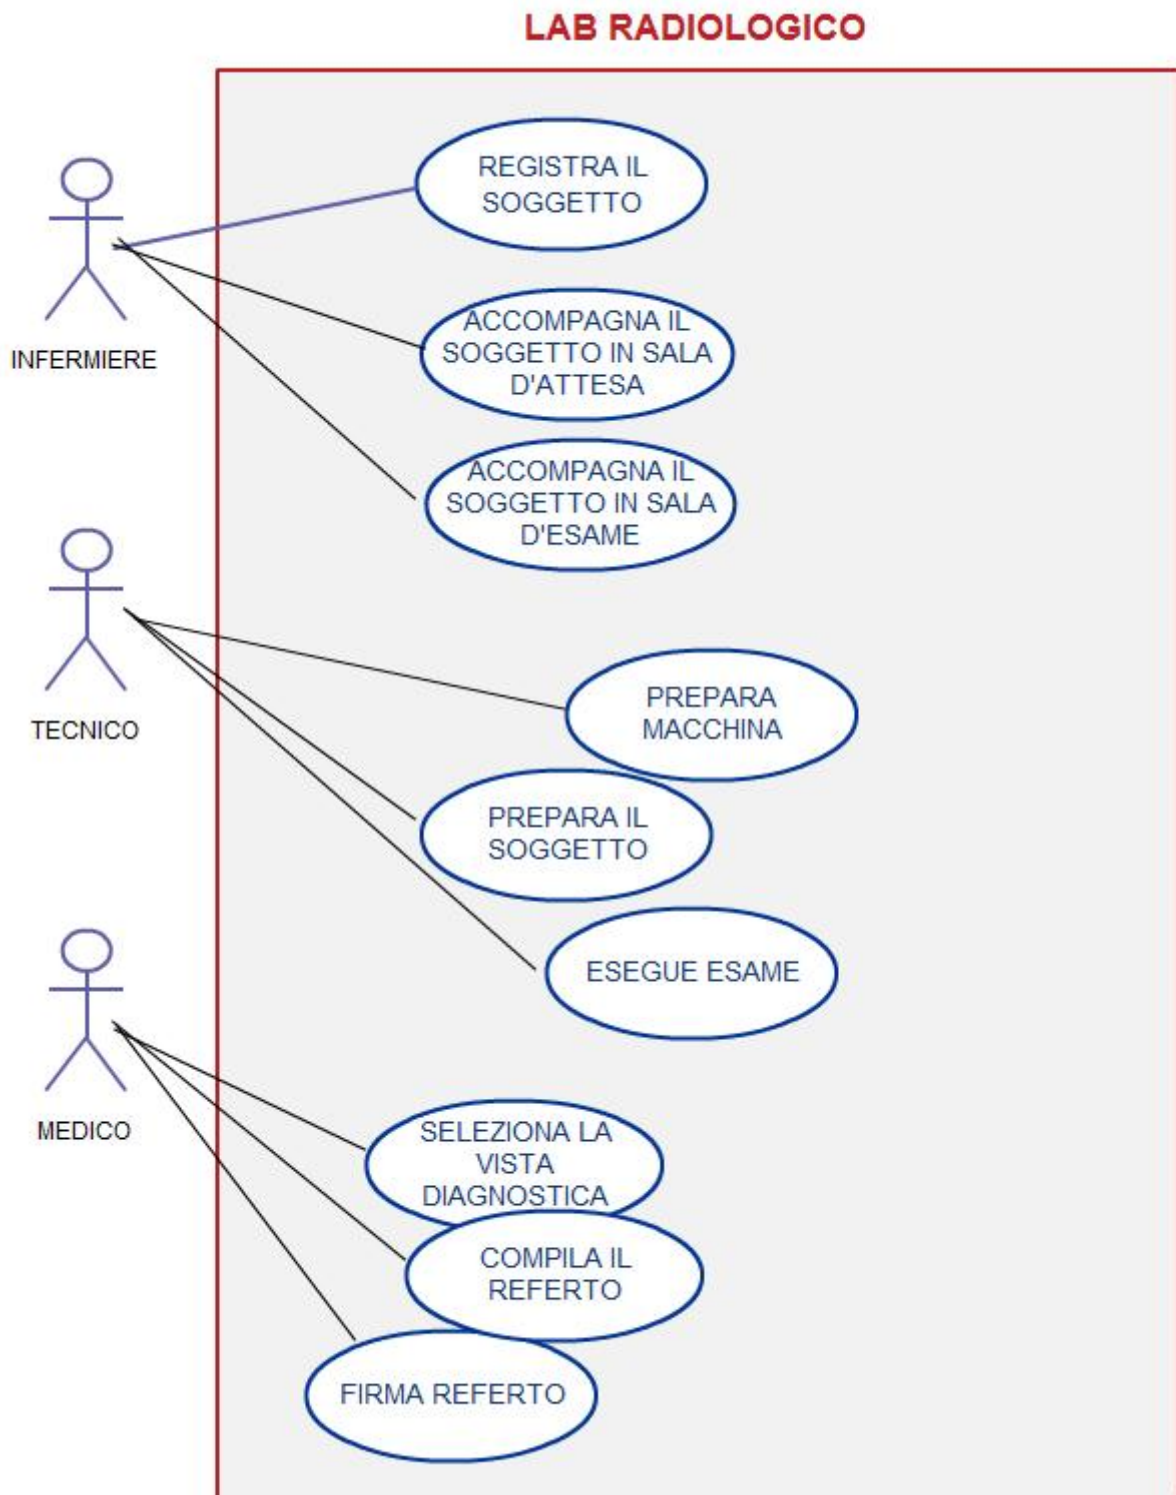 LAB RADIOLOGICO
REGISTRA IL
SOGGETTO
INFERMIERE
ACCOMPAGNA IL
SOGGETTO IN SALA
D'ATTESA
ACCOMPAGNA IL
SOGGETTO IN SALA
D'ESAME
TECNICO
PREPARA
MACCHINA
PREPARA IL
SOGGETTO
ESEGUE ESAME
MEDICO
SELEZIONA LA
VISTA
DIAGNOSTICA
COMPILA IL
REFERTO
FIRMA REFERTO